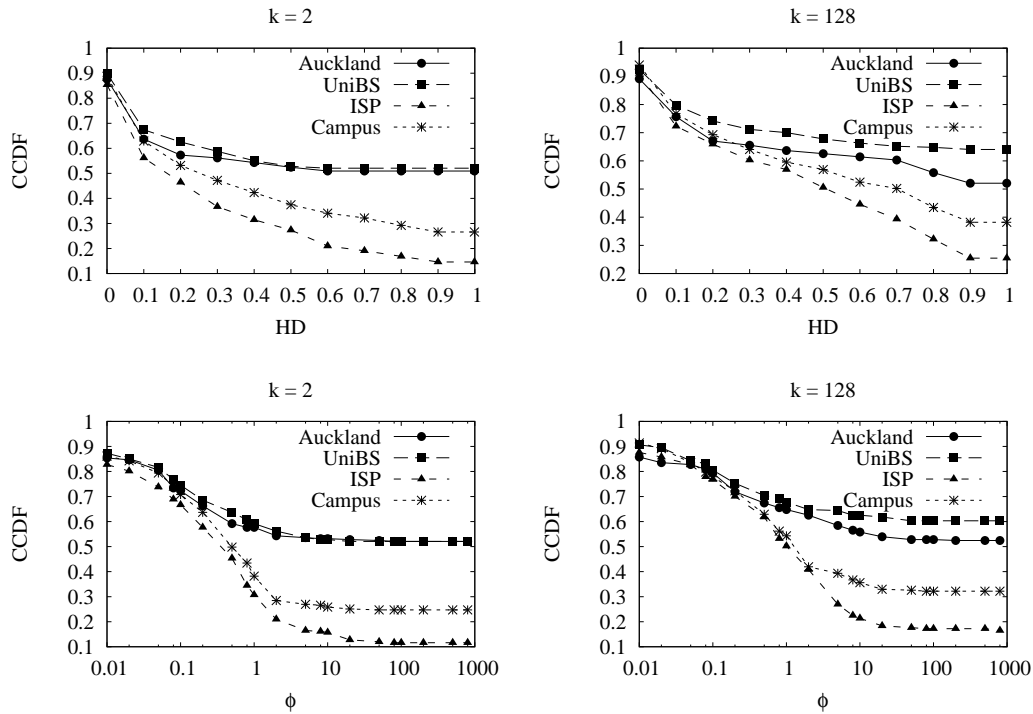 k = 2
1
0.9
0.8
0.7
0.6
0.5
0.4
0.3
0.2
0.1
CCDF
0 0.1 0.2 0.3 0.4 0.5 0.6 0.7 0.8 0.9 1
HD
Auckland
UniBS
ISP
Campus
k = 128
1
0.9
0.8
0.7
0.6
0.5
0.4
0.3
0.2
CCDF
0 0.1 0.2 0.3 0.4 0.5 0.6 0.7 0.8 0.9 1
HD
Auckland
UniBS
ISP
Campus
k = 2
1
0.9
0.8
0.7
0.6
0.5
0.4
0.3
0.2
0.1
CCDF
0.01 0.1 1 10 100 1000
ϕ
Auckland
UniBS
ISP
Campus
k = 128
1
0.9
0.8
0.7
0.6
0.5
0.4
0.3
0.2
0.1
CCDF
0.01 0.1 1 10 100 1000
ϕ
Auckland
UniBS
ISP
Campus